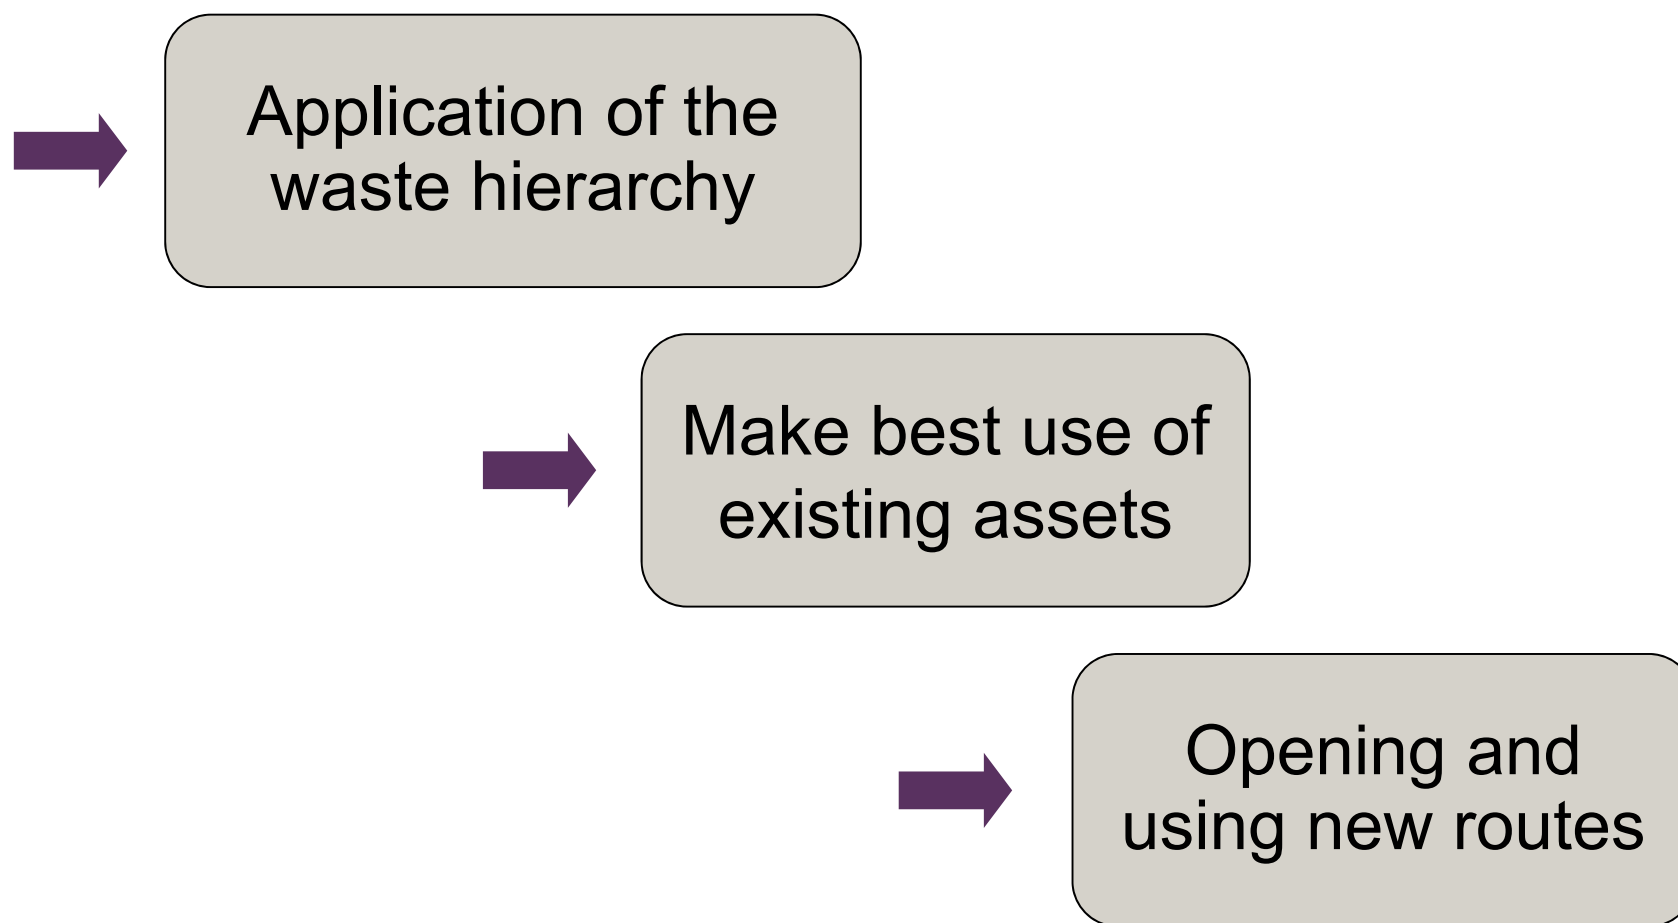 Application of the
waste hierarchy
Make best use of
existing assets
Opening and
using new routes